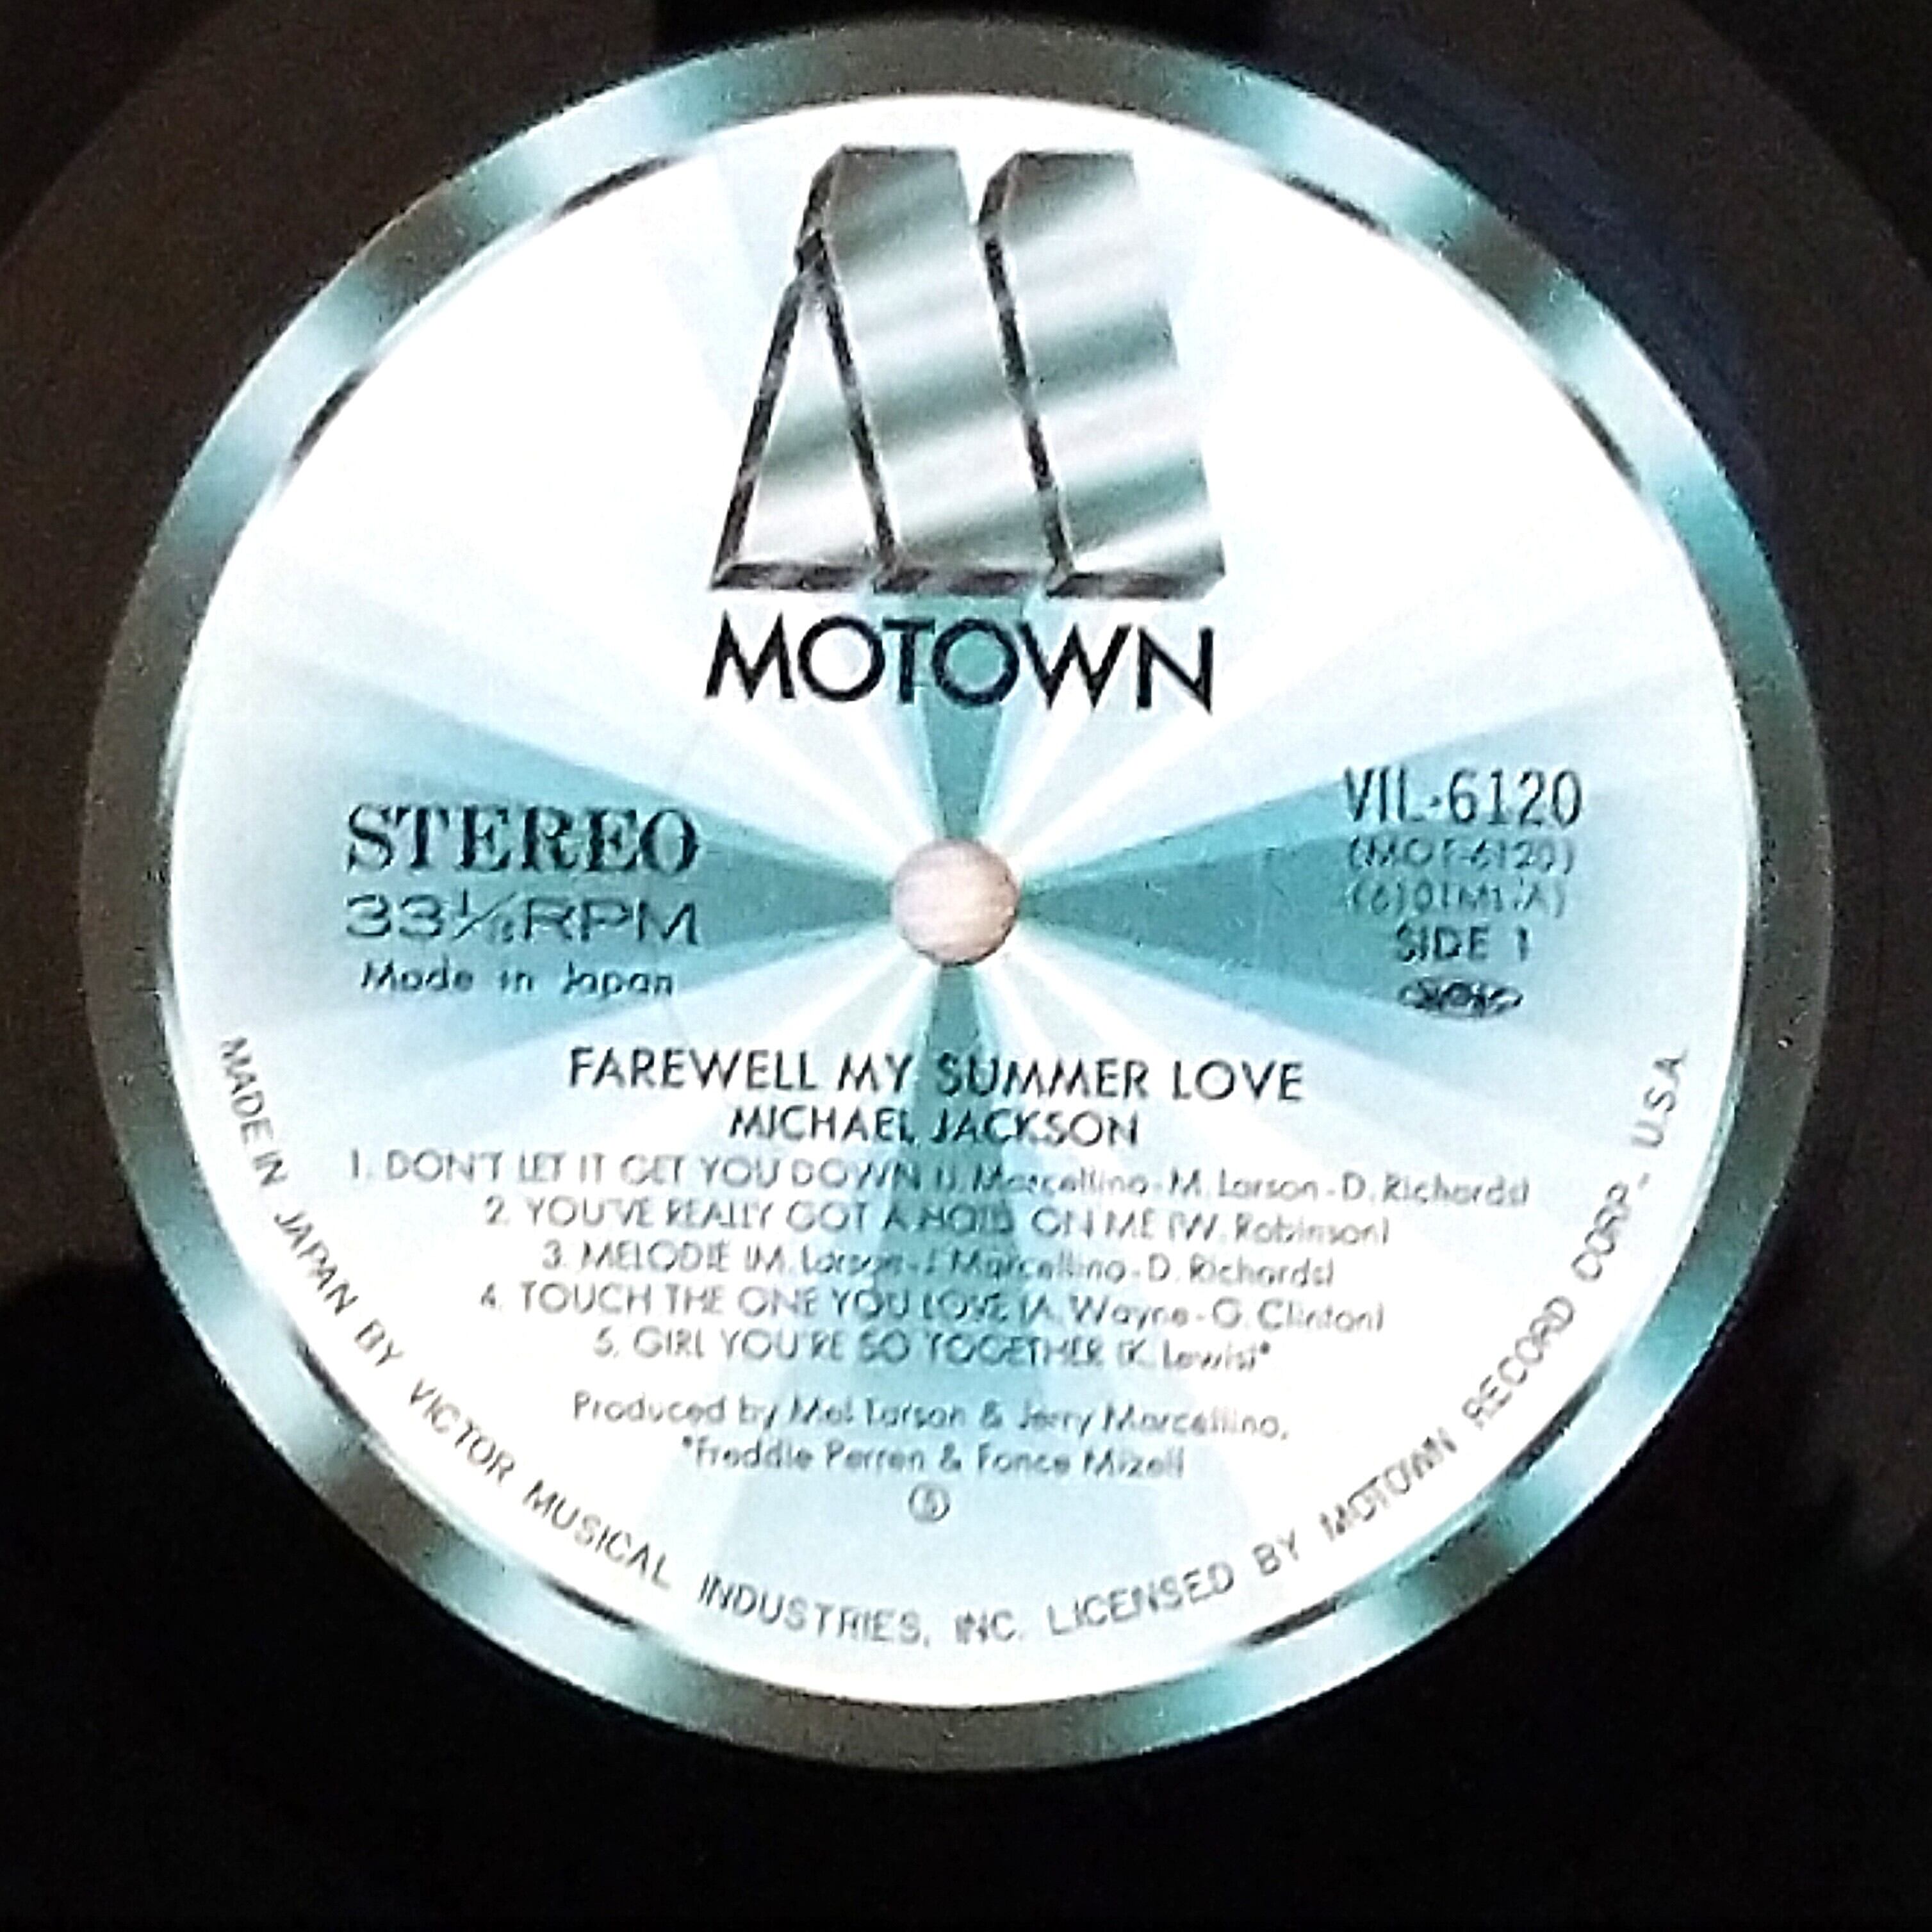 MOTOWN
STEREO
33⅓RPM
Made in Japan
VIL-6120
(MOT-6120)
SIDE 1
FAREWELL MY SUMMER LOVE
MICHAEL JACKSON
1. DON'T LET IT GET YOU DOWN (J. Marcellino-M. Larson-D. Richards)
2. YOU'VE REALLY GOT A HOLD ON ME (W. Robinson)
3. MELODIE (M. Larson-J. Marcellino-D. Richards)
4. TOUCH THE ONE YOU LOVE (A. Wayne-G. Clinton)
5. GIRL YOU'RE SO TOGETHER (K. Lewis)*
Produced by Mel Larson & Jerry Marcellino,
*Freddie Perren & Fonce Mizell
MADE IN JAPAN BY VICTOR MUSICAL INDUSTRIES, INC. LICENSED BY MOTOWN RECORD CORP., U.S.A.